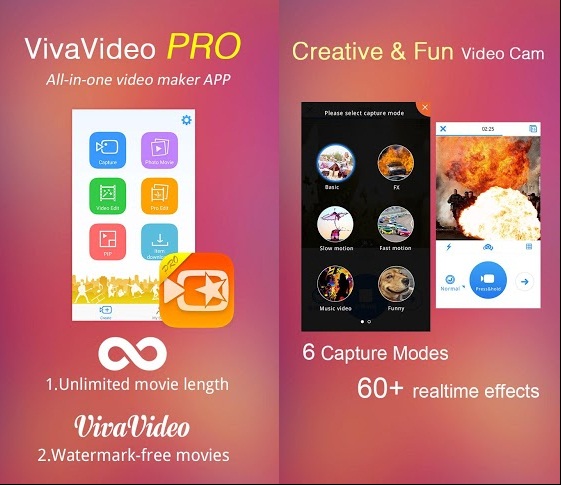 VivaVideo PRO
All-in-one video maker APP
Capture
Photo Movie
Video Edit
Pro Edit
PIP
Item
download
Create
PRO
1.Unlimited movie length
VivaVideo
2.Watermark-free movies
Creative & Fun Video Cam
Please select capture mode
Basic
FX
Slow motion
Fast motion
Music video
Funny
02:25
Normal
Press&hold
6 Capture Modes
60+ realtime effects